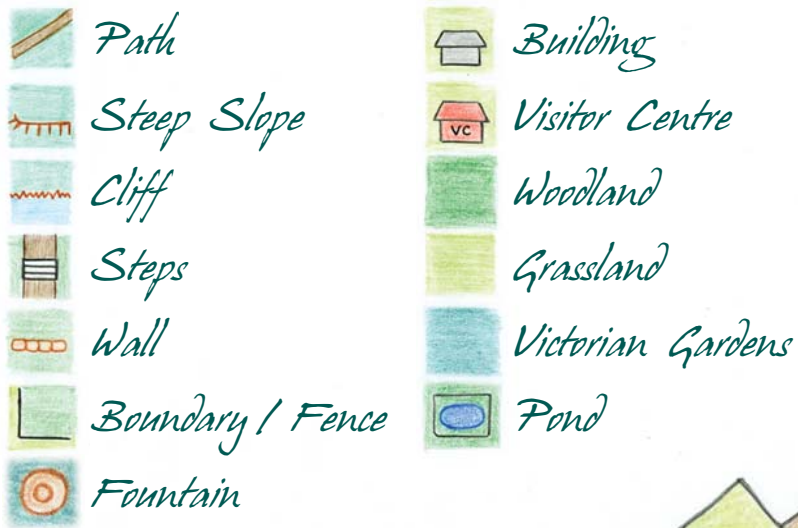 Path
Steep Slope
Cliff
Steps
Wall
Boundary / Fence
Fountain
Building
VC
Visitor Centre
Woodland
Grassland
Victorian Gardens
Pond